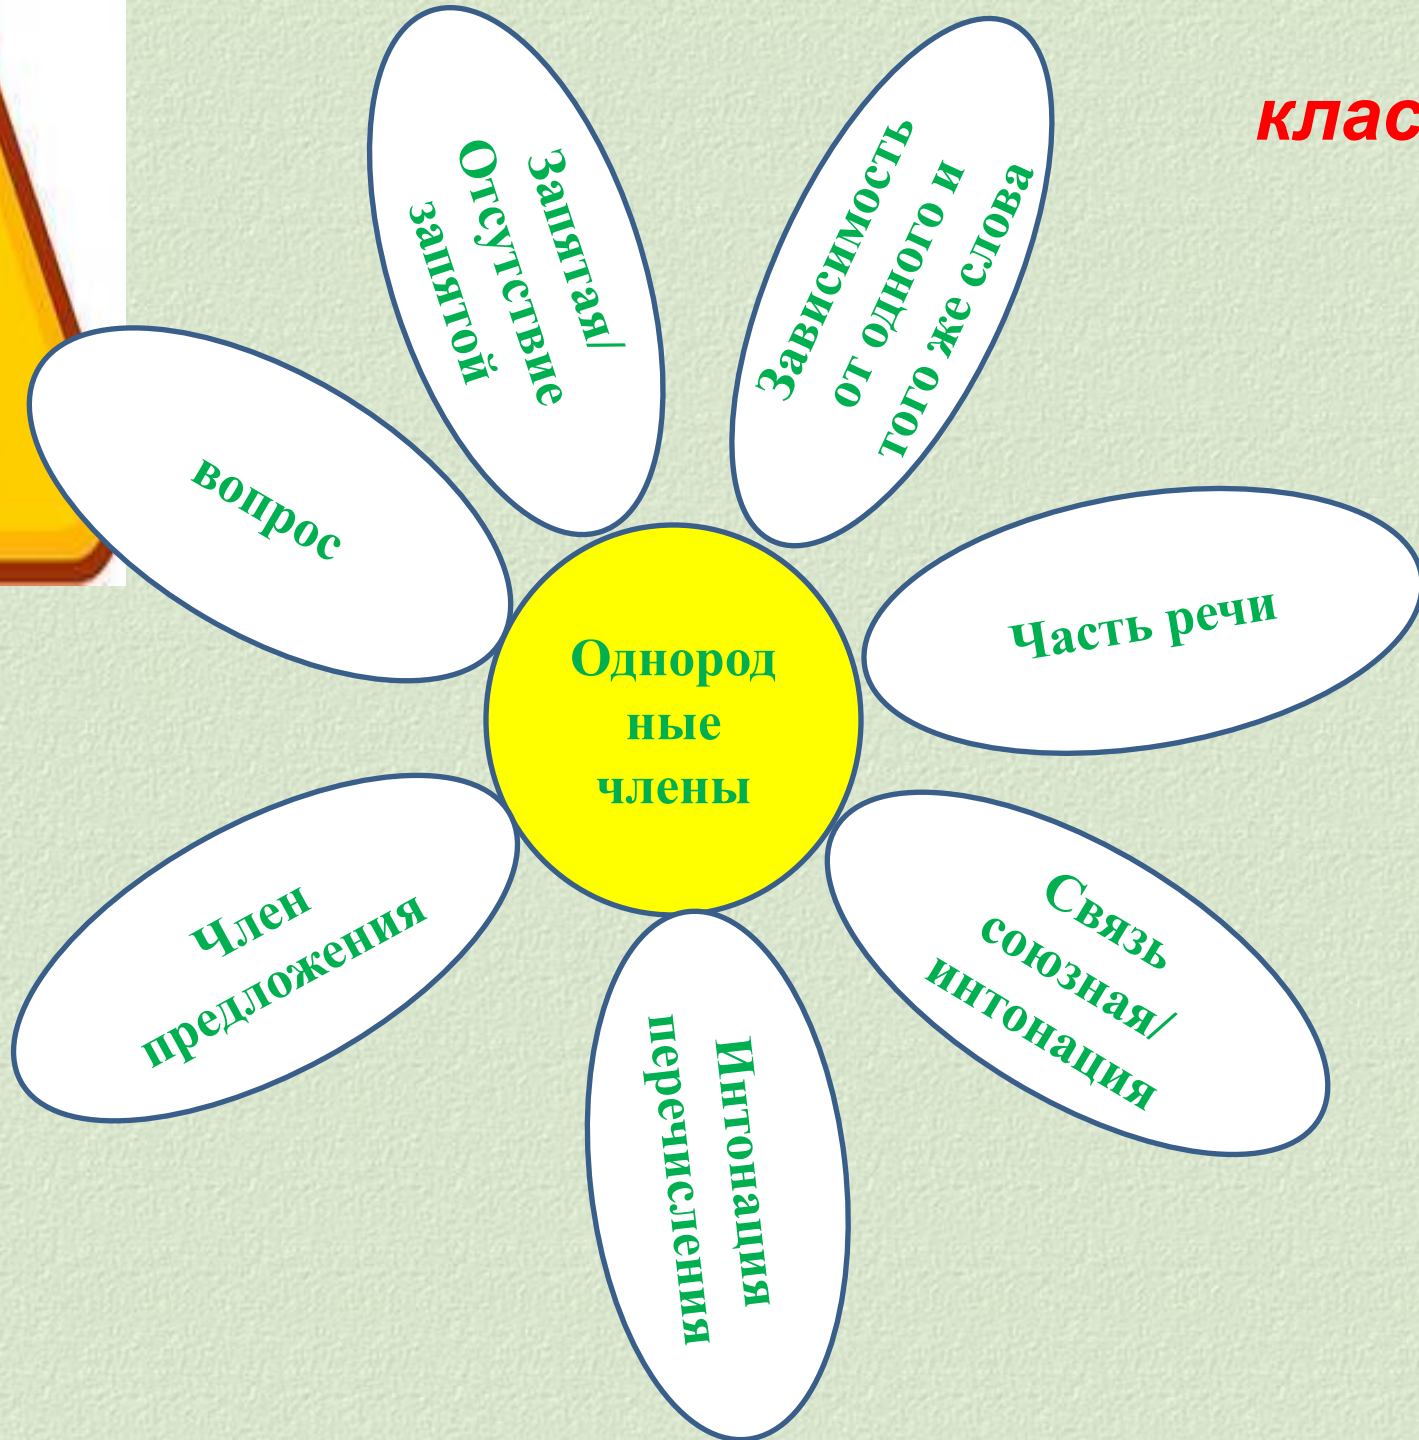 клас
Запятая/
Отсутствие
запятой
Зависимость
от одного и
того же слова
вопрос
Часть речи
Однород
ные
члены
Член
предложения
Связь
союзная/
интонация
Интонация
перечисления